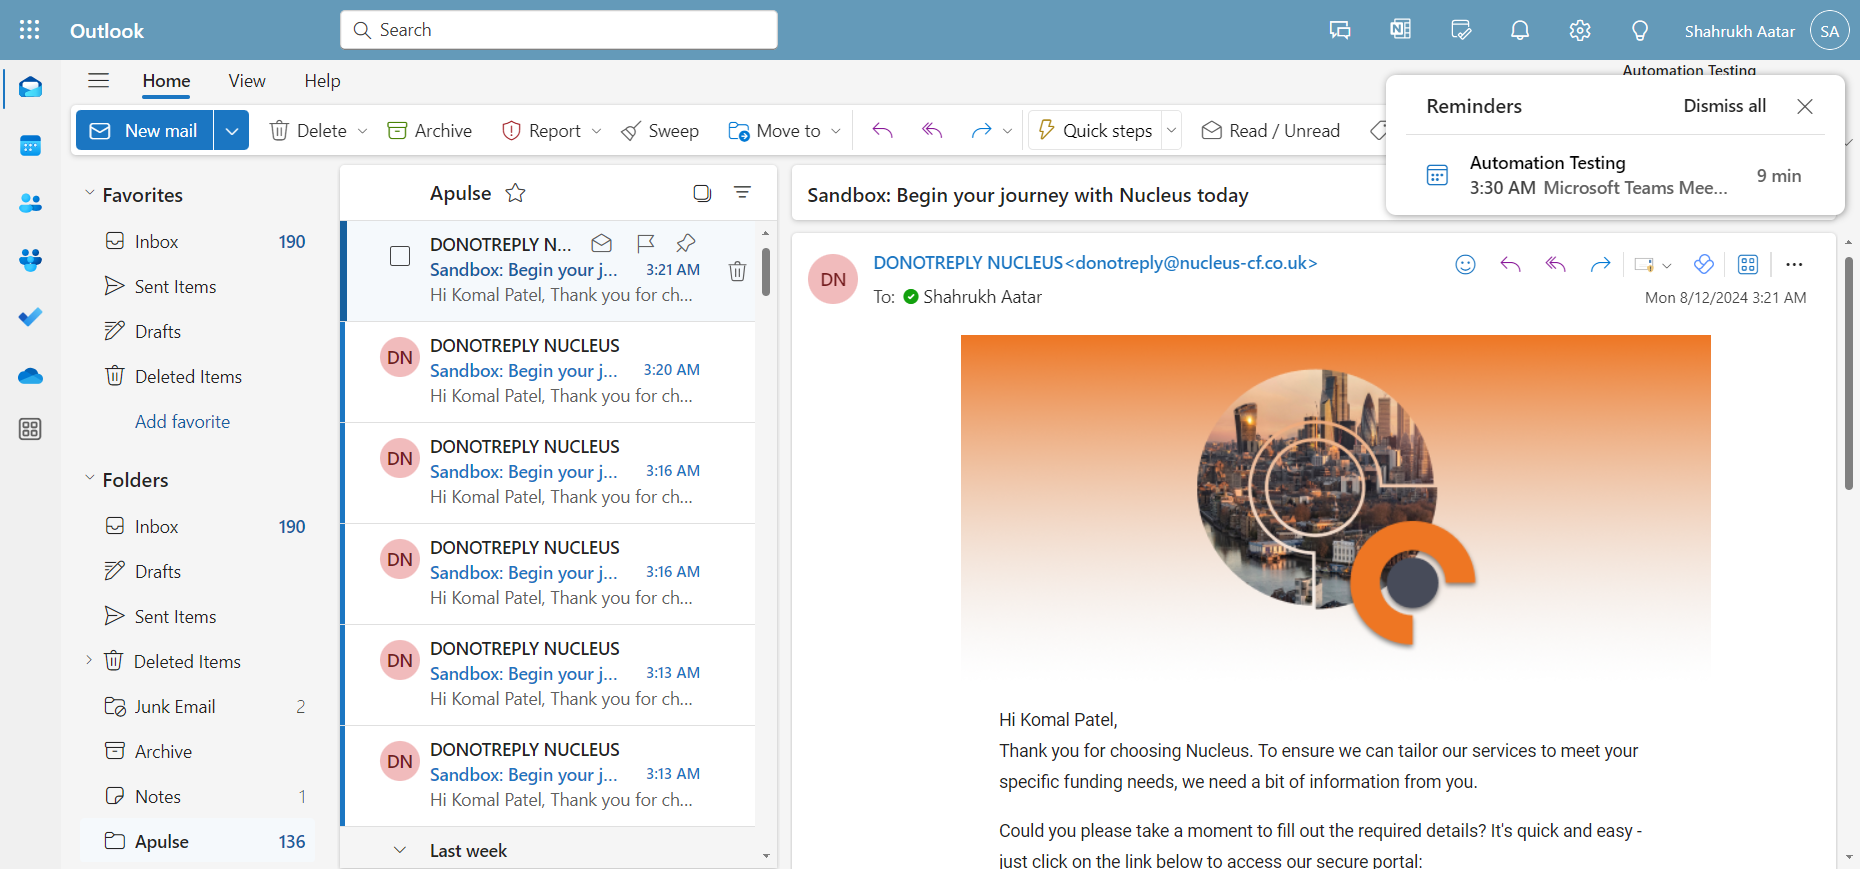 Outlook
Search
Shahrukh Aatar
SA
Home
View
Help
Automation Testing
New mail
Delete
Archive
Report
Sweep
Move to
Quick steps
Read / Unread
Reminders
Dismiss all
Automation Testing
3:30 AM Microsoft Teams Mee...
9 min
Favorites
Inbox 190
Sent Items
Drafts
Deleted Items
Add favorite
Folders
Inbox 190
Drafts
Sent Items
Deleted Items
Junk Email 2
Archive
Notes 1
Apulse 136
Apulse
DONOTREPLY N...
Sandbox: Begin your j... 3:21 AM
Hi Komal Patel, Thank you for ch...
DN
DONOTREPLY NUCLEUS
Sandbox: Begin your j... 3:20 AM
Hi Komal Patel, Thank you for ch...
DN
DONOTREPLY NUCLEUS
Sandbox: Begin your j... 3:16 AM
Hi Komal Patel, Thank you for ch...
DN
DONOTREPLY NUCLEUS
Sandbox: Begin your j... 3:16 AM
Hi Komal Patel, Thank you for ch...
DN
DONOTREPLY NUCLEUS
Sandbox: Begin your j... 3:13 AM
Hi Komal Patel, Thank you for ch...
DN
DONOTREPLY NUCLEUS
Sandbox: Begin your j... 3:13 AM
Hi Komal Patel, Thank you for ch...
Last week
Sandbox: Begin your journey with Nucleus today
DN
DONOTREPLY NUCLEUS<donotreply@nucleus-cf.co.uk>
To: Shahrukh Aatar
Mon 8/12/2024 3:21 AM
Hi Komal Patel,
Thank you for choosing Nucleus. To ensure we can tailor our services to meet your
specific funding needs, we need a bit of information from you.
Could you please take a moment to fill out the required details? It's quick and easy -
just click on the link below to access our secure portal: